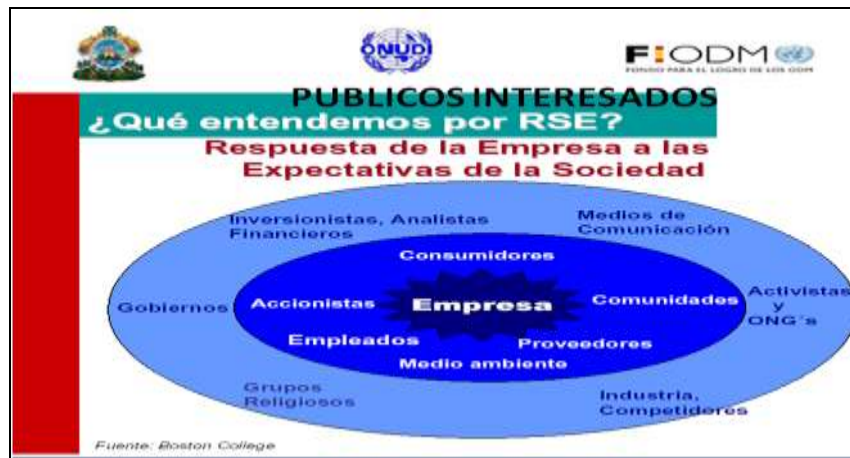 ONUDI
FIODM
FONDO PARA EL LOGRO DE LOS ODM
PUBLICOS INTERESADOS
¿Qué entendemos por RSE?
Respuesta de la Empresa a las
Expectativas de la Sociedad
Inversionistas, Analistas
Financieros
Medios de
Comunicación
Consumidores
Gobiernos
Accionistas
Empresa
Comunidades
Activistas
y
ONG´s
Empleados
Proveedores
Medio ambiente
Grupos
Religiosos
Industria,
Competidores
Fuente: Boston College